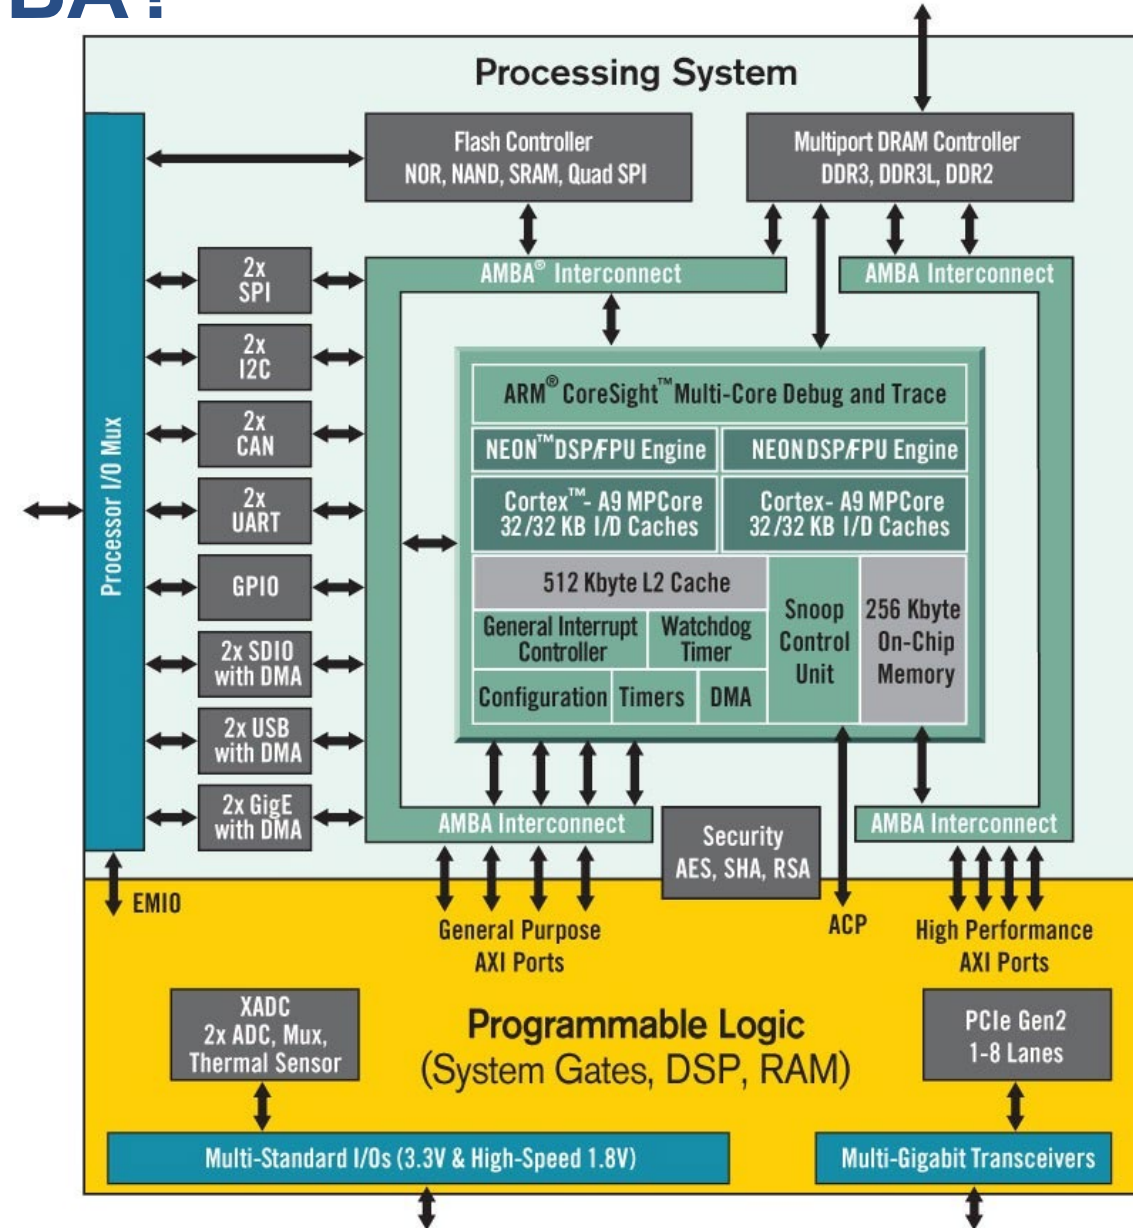 BA?
Processing System
Flash Controller
NOR, NAND, SRAM, Quad SPI
Multiport DRAM Controller
DDR3, DDR3L, DDR2
AMBA® Interconnect
AMBA Interconnect
2x
SPI
2x
I2C
2x
CAN
2x
UART
GPIO
2x SDIO
with DMA
2x USB
with DMA
2x GigE
with DMA
Processor I/O Mux
ARM® CoreSight™ Multi-Core Debug and Trace
NEON™ DSP/FPU Engine
NEON DSP/FPU Engine
Cortex™- A9 MPCore
32/32 KB I/D Caches
Cortex- A9 MPCore
32/32 KB I/D Caches
512 Kbyte L2 Cache
General Interrupt
Controller
Watchdog
Timer
Configuration
Timers
DMA
Snoop
Control
Unit
256 Kbyte
On-Chip
Memory
AMBA Interconnect
Security
AES, SHA, RSA
AMBA Interconnect
EMIO
General Purpose
AXI Ports
ACP
High Performance
AXI Ports
XADC
2x ADC, Mux,
Thermal Sensor
Programmable Logic
(System Gates, DSP, RAM)
PCIe Gen2
1-8 Lanes
Multi-Standard I/Os (3.3V & High-Speed 1.8V)
Multi-Gigabit Transceivers